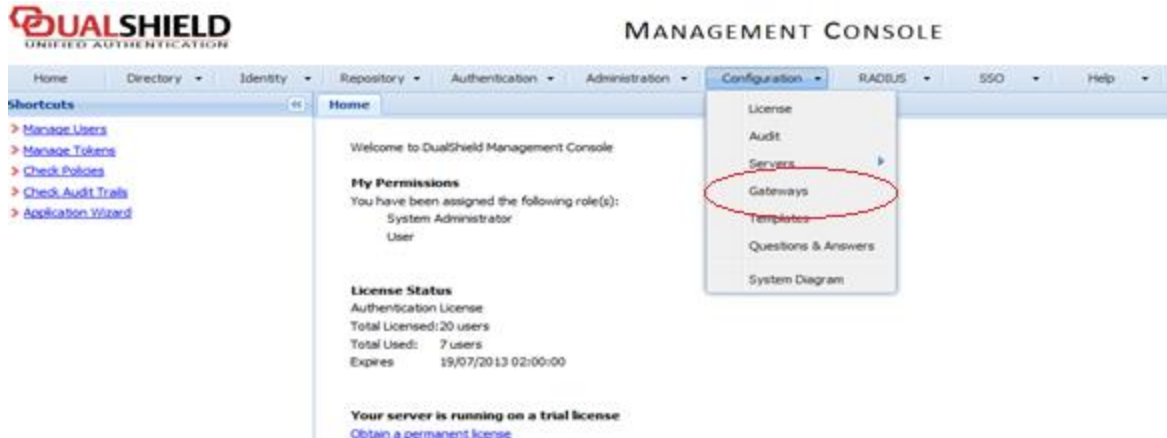 DUALSHIELD
UNIFIED AUTHENTICATION
MANAGEMENT CONSOLE
Home Directory Identity Repository Authentication Administration Configuration RADIUS SSO Help
Shortcuts
Manage Users
Manage Tokens
Check Policies
Check Audit Trails
Application Wizard
Home
Welcome to DualShield Management Console
My Permissions
You have been assigned the following role(s):
System Administrator
User
License Status
Authentication License
Total Licensed: 20 users
Total Used: 7 users
Expires 19/07/2013 02:00:00
Your server is running on a trial license
Obtain a permanent license
License
Audit
Servers
Gateways
Templates
Questions & Answers
System Diagram